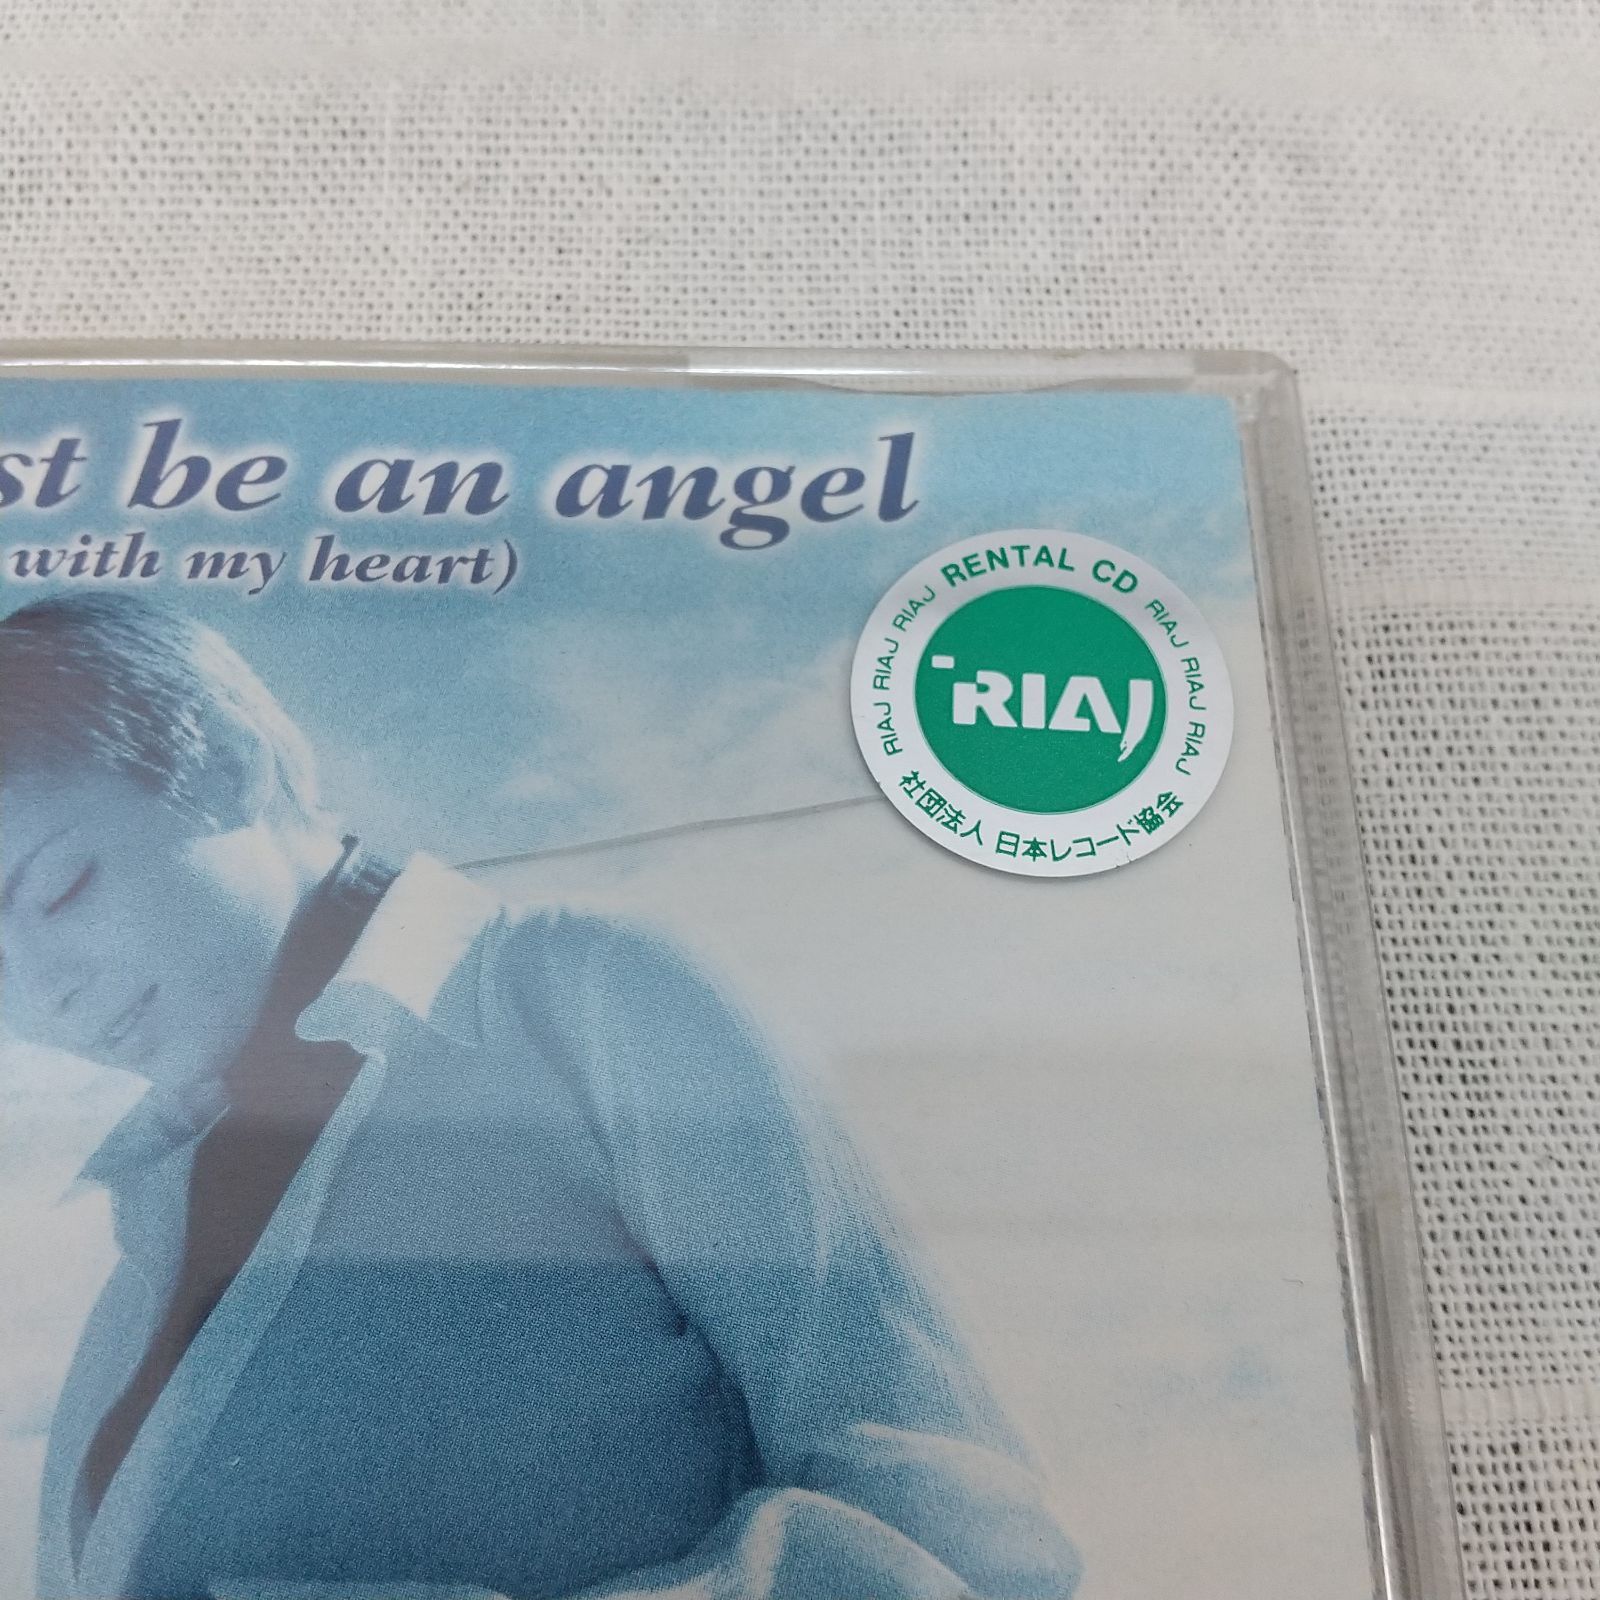 st be an angel
with my heart)
RENTAL CD
RIAJ RIAJ RIAJ
RIAJ RIAJ RIAJ
RIAJ
社団法人 日本レコード協会